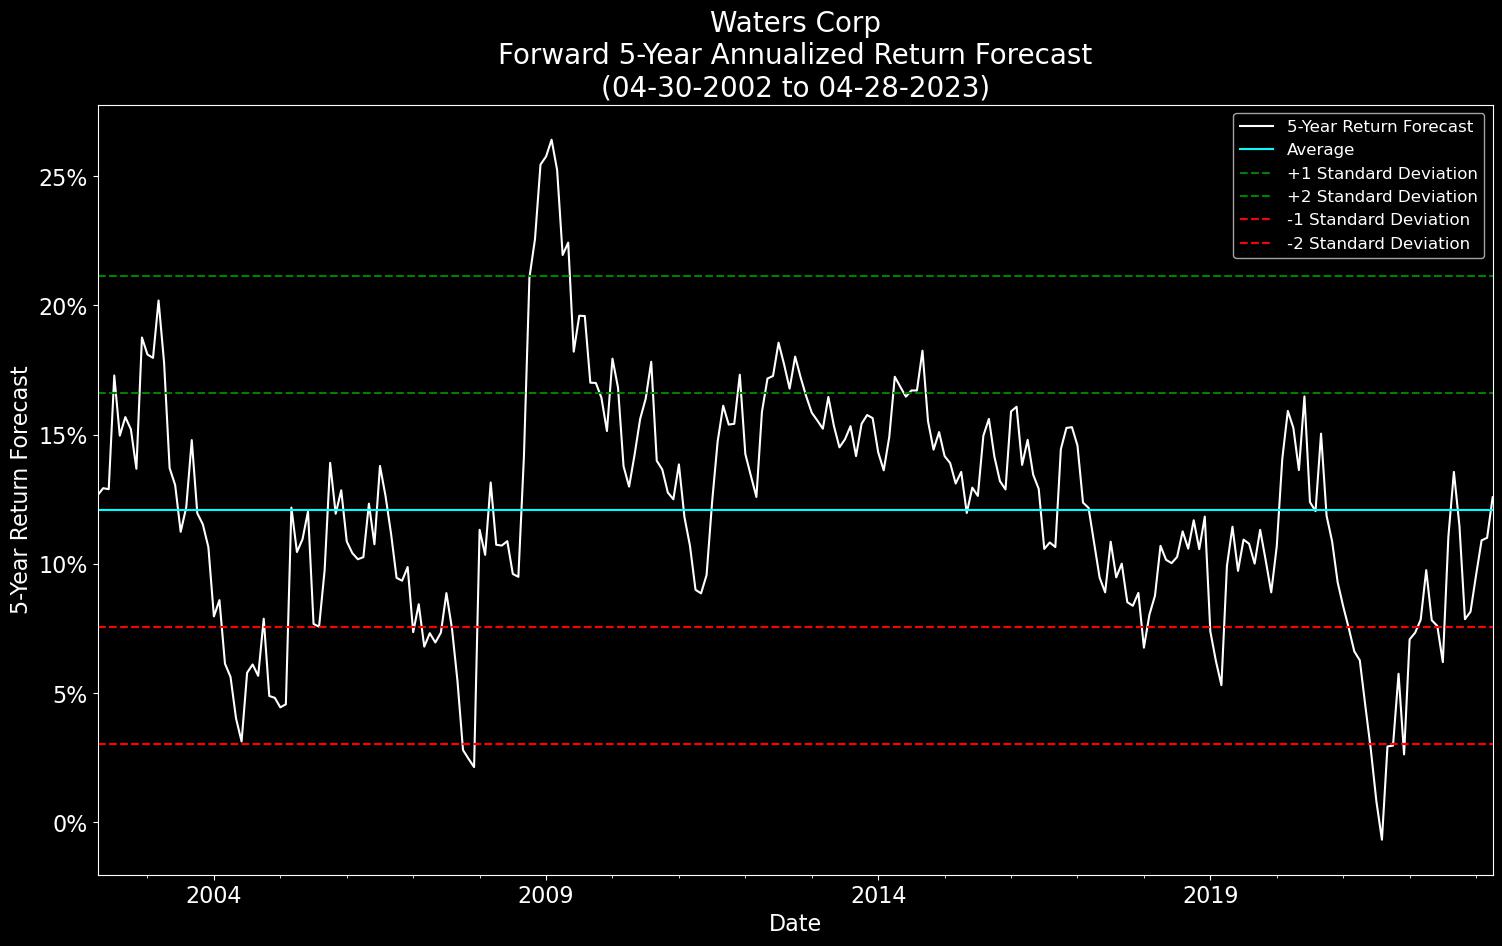 Waters Corp
Forward 5-Year Annualized Return Forecast
(04-30-2002 to 04-28-2023)
5-Year Return Forecast
Average
+1 Standard Deviation
+2 Standard Deviation
-1 Standard Deviation
-2 Standard Deviation
5-Year Return Forecast
25%
20%
15%
10%
5%
0%
2004
2009
2014
2019
Date